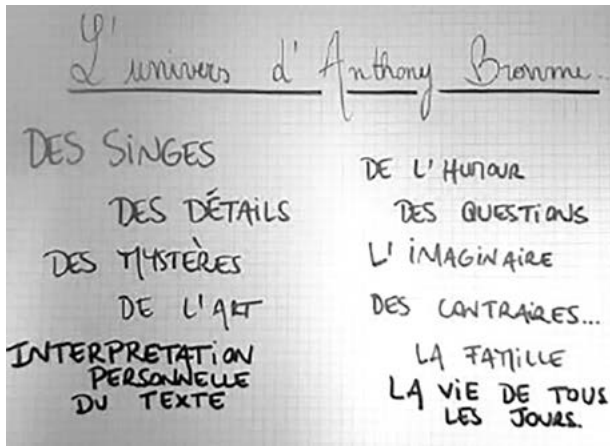 L'univers d'Anthony Browne.
DES SINGES
DES DÉTAILS
DES MYSTÈRES
DE L'ART
INTERPRETATION
PERSONNELLE
DU TEXTE
DE L'HUMOUR
DES QUESTIONS
L'IMAGINAIRE
DES CONTRAIRES...
LA FAMILLE
LA VIE DE TOUS
LES JOURS.